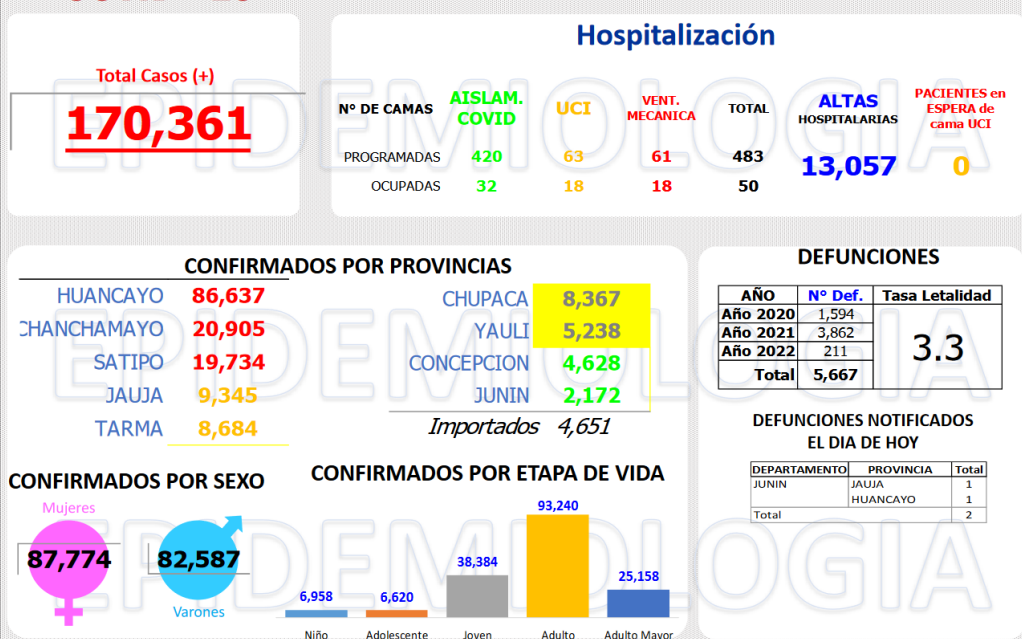 Total Casos (+)
170,361
Hospitalización
N° DE CAMAS AISLAM. COVID UCI VENT. MECANICA TOTAL ALTAS HOSPITALARIAS PACIENTES en ESPERA de cama UCI
PROGRAMADAS 420 63 61 483
13,057 0
OCUPADAS 32 18 18 50
EPIDEMIOLOGIA
CONFIRMADOS POR PROVINCIAS
HUANCAYO 86,637
CHANCHAMAYO 20,905
SATIPO 19,734
JAUJA 9,345
TARMA 8,684
CHUPACA 8,367
YAULI 5,238
CONCEPCION 4,628
JUNIN 2,172
Importados 4,651
DEFUNCIONES
AÑO N° Def. Tasa Letalidad
Año 2020 1,594
Año 2021 3,862
3.3
Año 2022 211
Total 5,667
EPIDEMIOLOGIA
DEFUNCIONES NOTIFICADOS
EL DIA DE HOY
DEPARTAMENTO PROVINCIA Total
JUNIN JAUJA 1
HUANCAYO 1
Total 2
CONFIRMADOS POR SEXO
Mujeres
87,774
82,587
Varones
CONFIRMADOS POR ETAPA DE VIDA
6,958 6,620 38,384 93,240 25,158
Niño Adolescente Joven Adulto Adulto Mayor
EPIDEMIOLOGIA